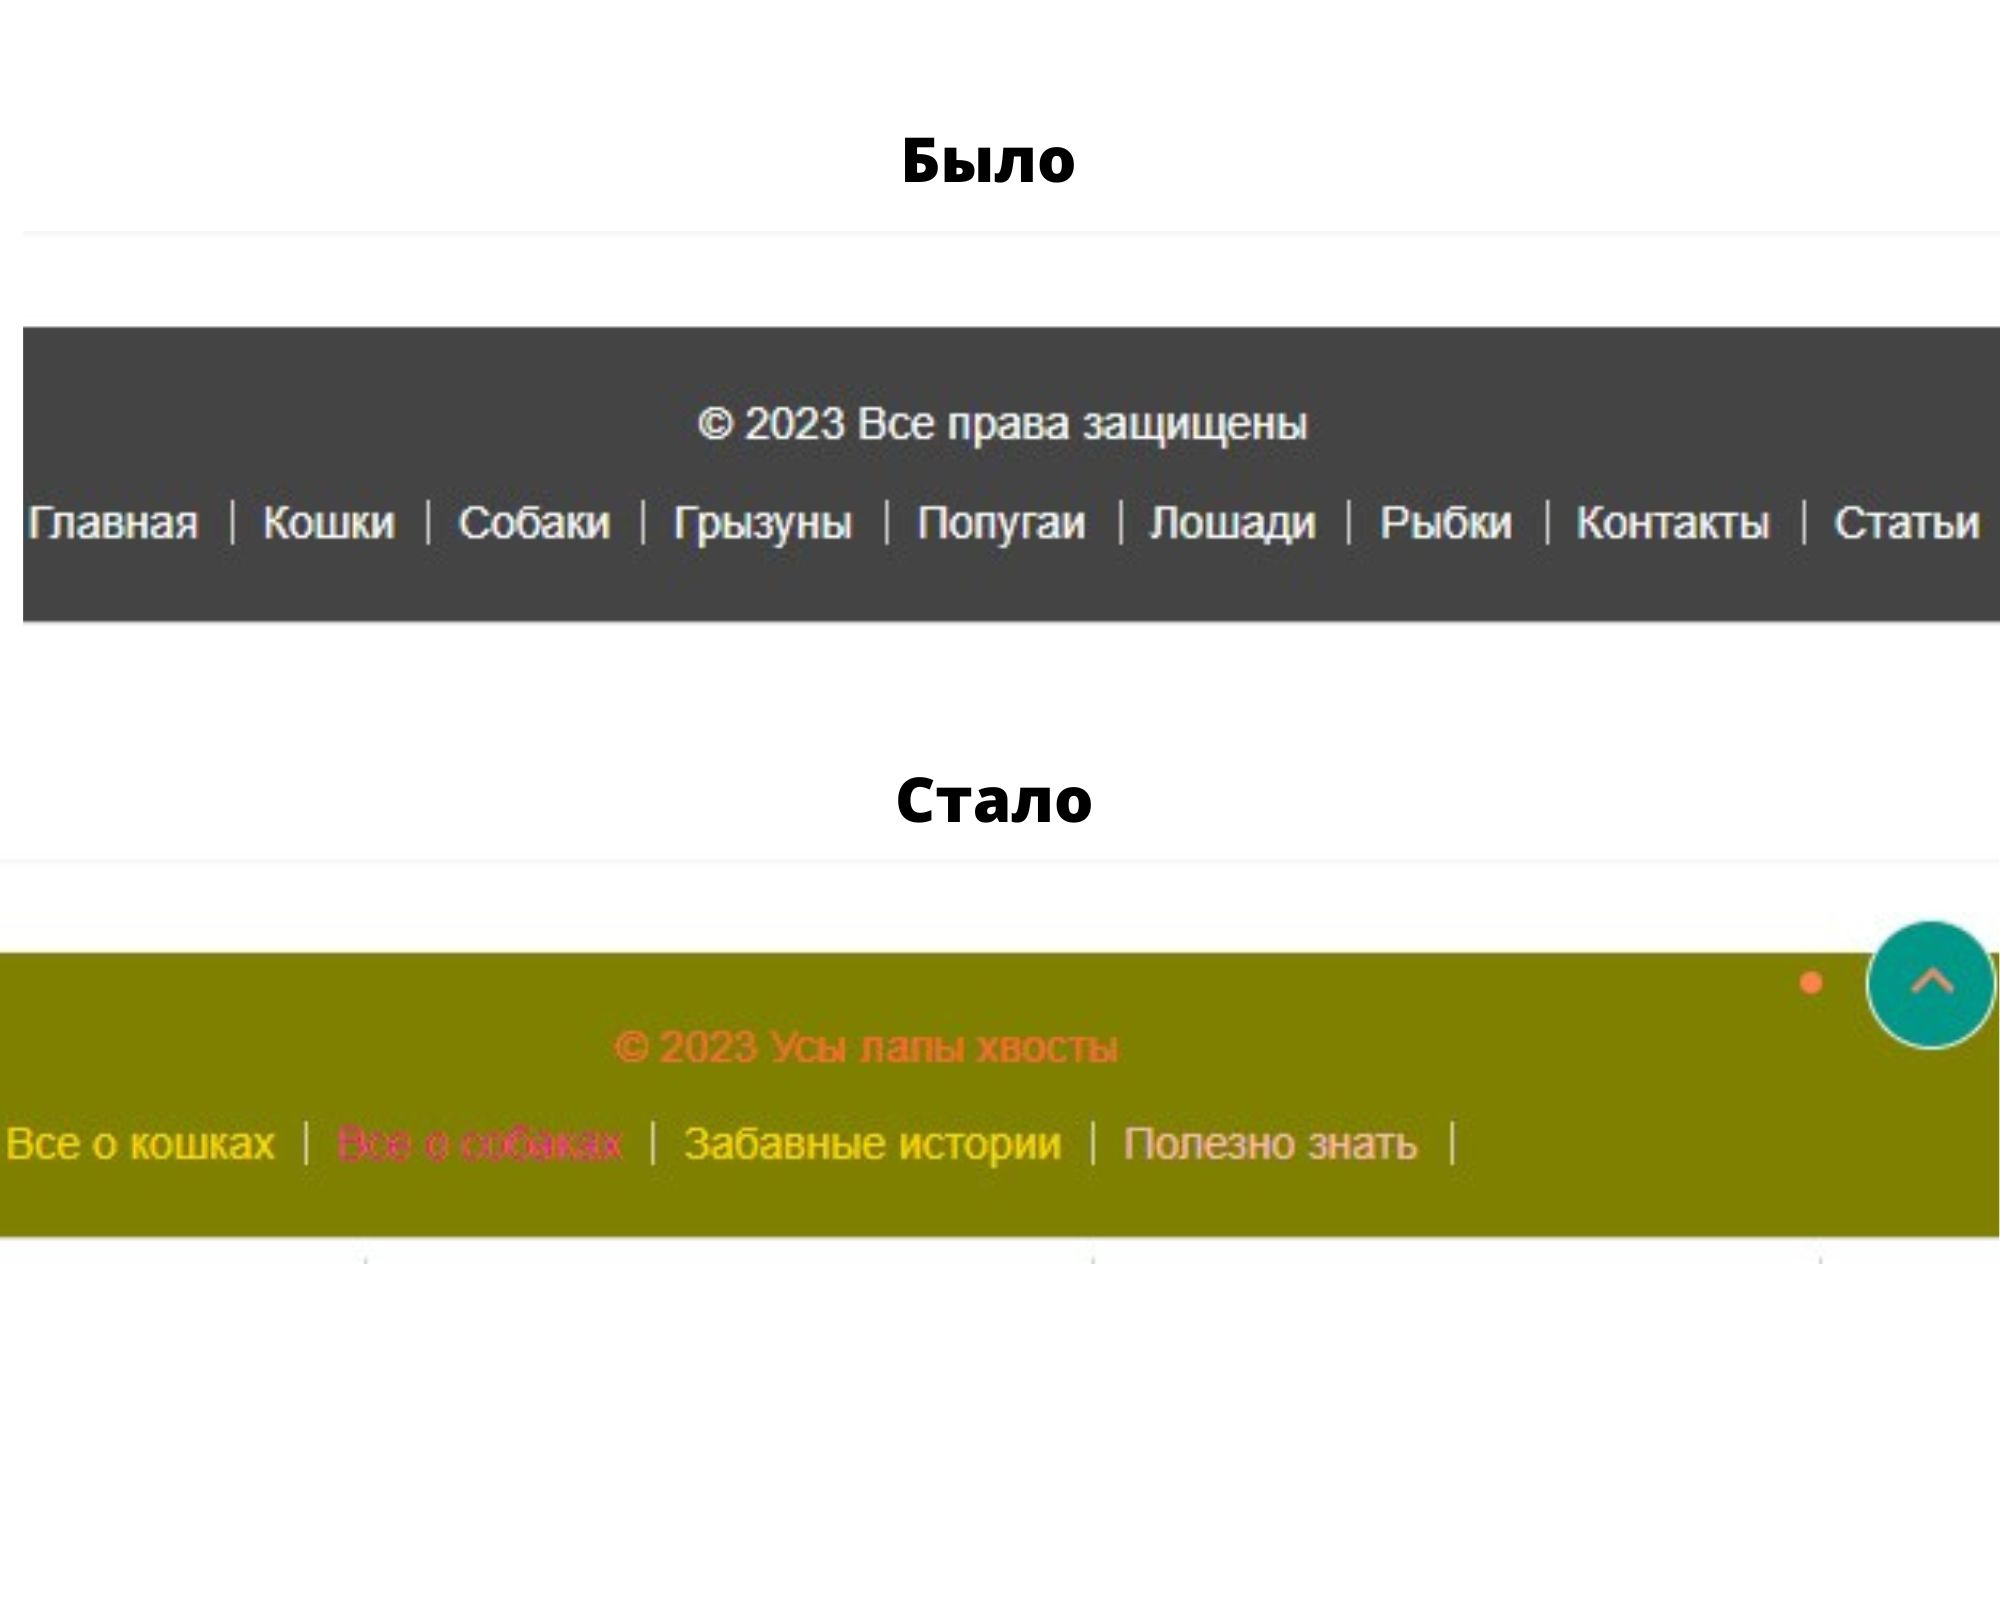 Было
© 2023 Все права защищены
Главная | Кошки | Собаки | Грызуны | Попугаи | Лошади | Рыбки | Контакты | Статьи
Стало
© 2023 Усы лапы хвосты
Все о кошках | Все о собаках | Забавные истории | Полезно знать |